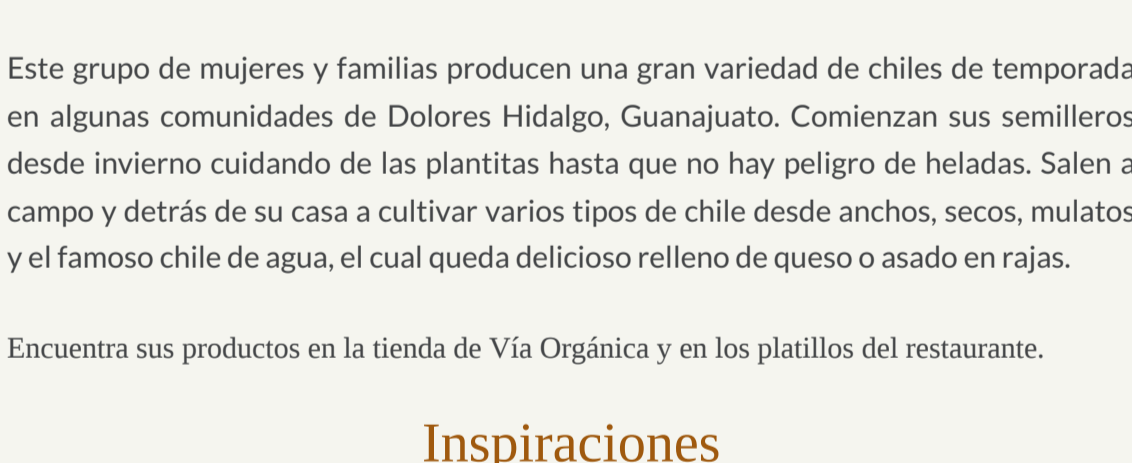 Este grupo de mujeres y familias producen una gran variedad de chiles de temporada
en algunas comunidades de Dolores Hidalgo, Guanajuato. Comienzan sus semilleros
desde invierno cuidando de las plantitas hasta que no hay peligro de heladas. Salen a
campo y detrás de su casa a cultivar varios tipos de chile desde anchos, secos, mulatos
y el famoso chile de agua, el cual queda delicioso relleno de queso o asado en rajas.
Encuentra sus productos en la tienda de Vía Orgánica y en los platillos del restaurante.
Inspiraciones